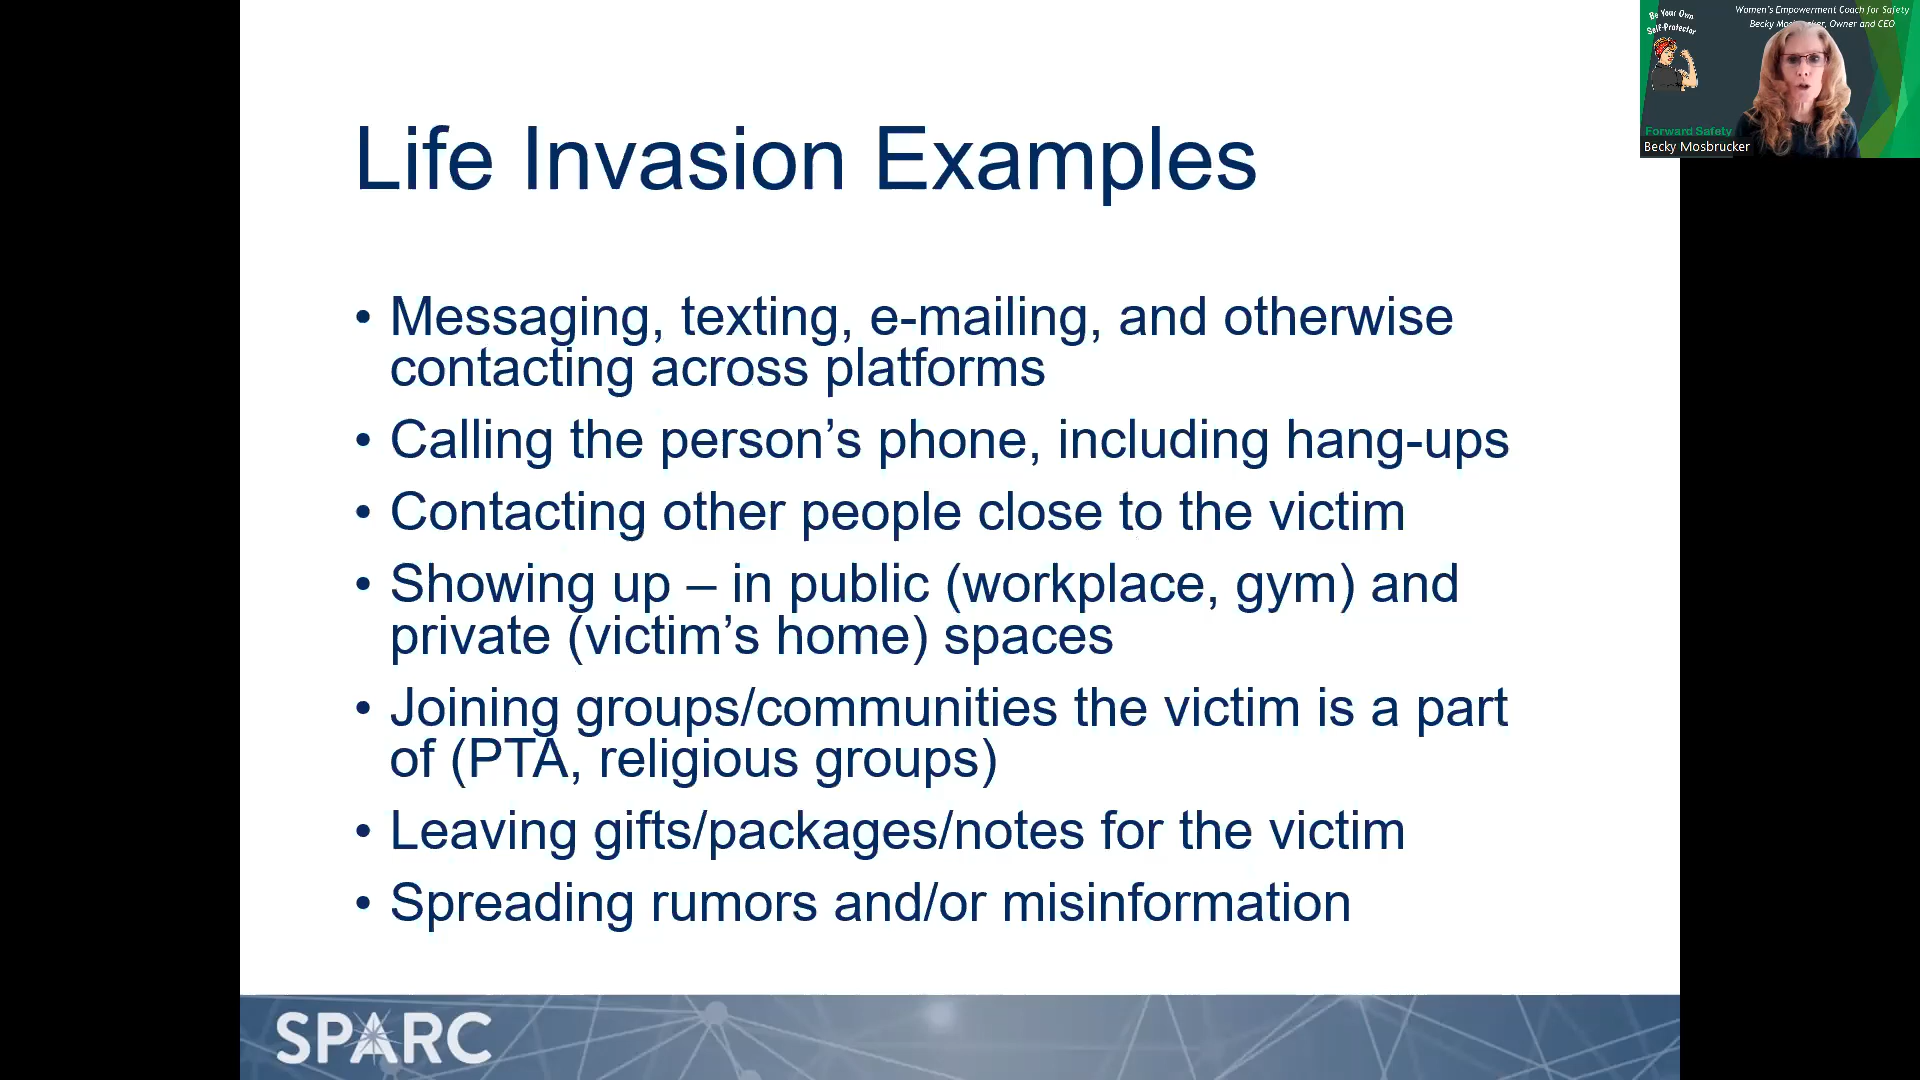 Life Invasion Examples
• Messaging, texting, e-mailing, and otherwise
contacting across platforms
• Calling the person’s phone, including hang-ups
• Contacting other people close to the victim
• Showing up – in public (workplace, gym) and
private (victim’s home) spaces
• Joining groups/communities the victim is a part
of (PTA, religious groups)
• Leaving gifts/packages/notes for the victim
• Spreading rumors and/or misinformation
SPARC
Be Your Own
Self-Protector
Women's Empowerment Coach for Safety
Becky Owner and CEO
Forward Safety
Becky Mosbrucker